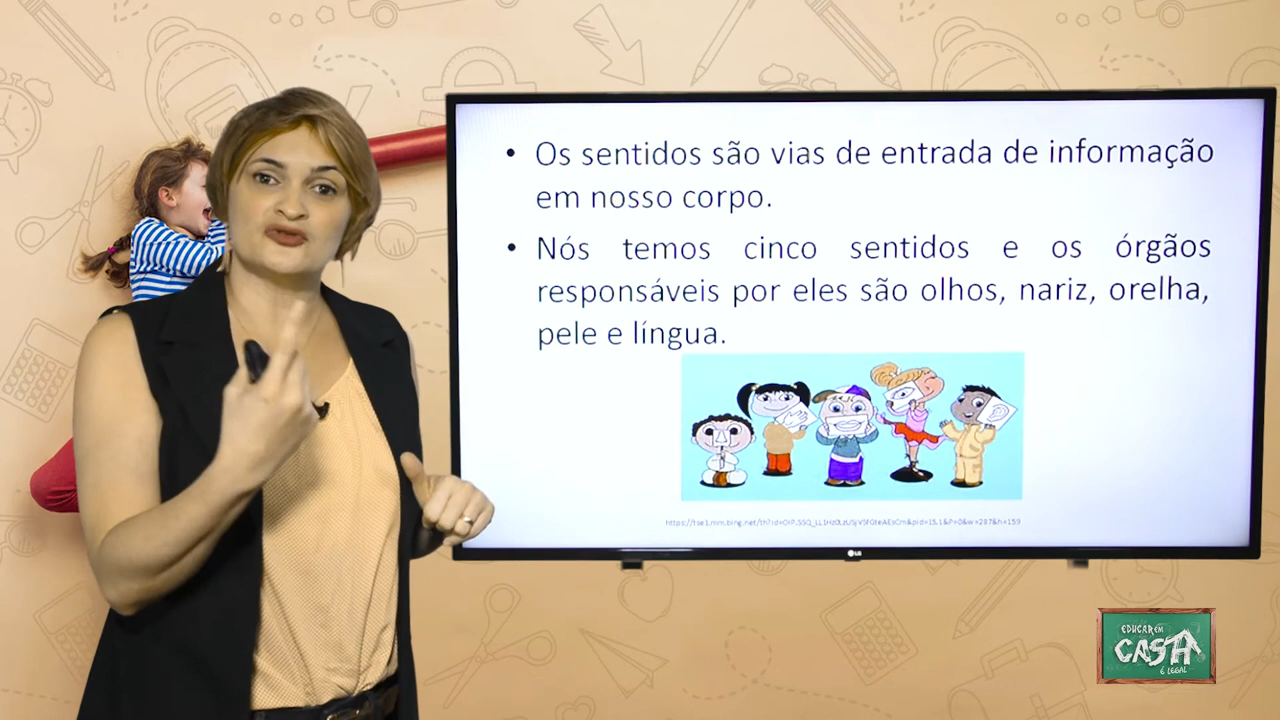 • Os sentidos são vias de entrada de informação
em nosso corpo.
• Nós temos cinco sentidos e os órgãos
responsáveis por eles são olhos, nariz, orelha,
pele e língua.
LG
EDUCAR EM
CASA
É LEGAL